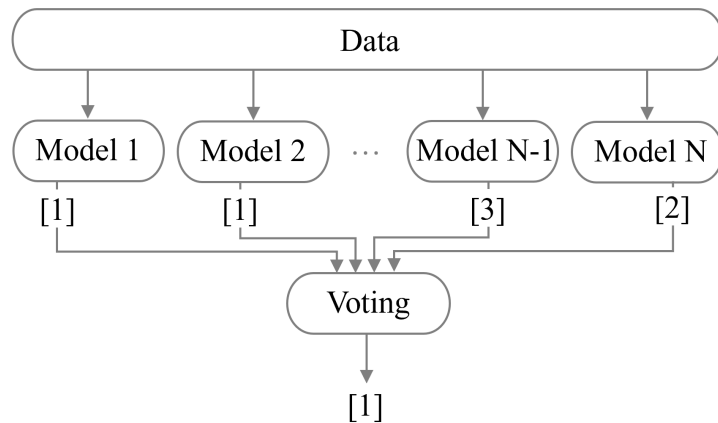 Data
Model 1 Model 2 ... Model N-1 Model N
[1] [1] [3] [2]
Voting
[1]